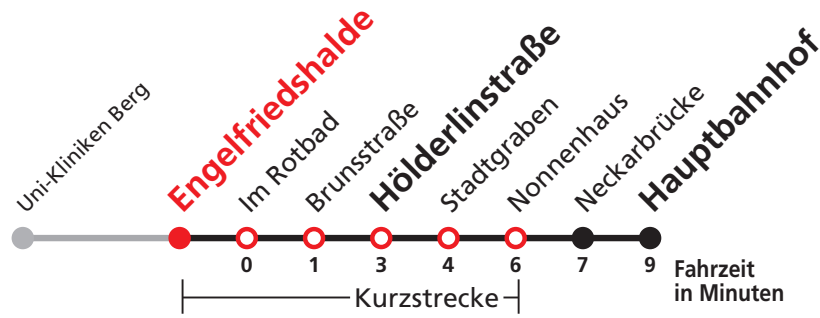 Uni-Kliniken Berg
Engelfriedshalde
Im Rotbad
Brunsstraße
Hölderlinstraße
Stadtgraben
Nonnenhaus
Neckarbrücke
Hauptbahnhof
0 1 3 4 6 7 9 Fahrzeit
in Minuten
Kurzstrecke